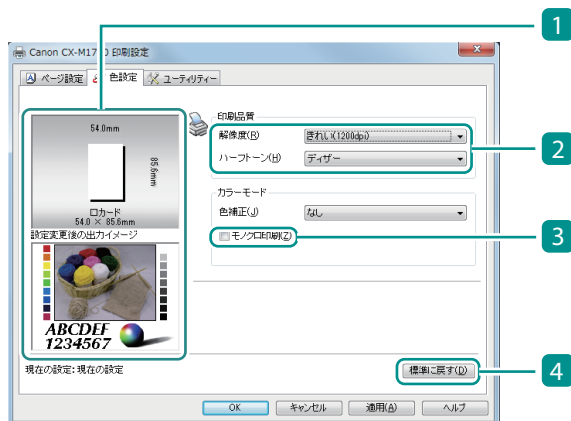 1
Canon CX-M1700 印刷設定
ページ設定 色設定 ユーティリティー
54.0mm
85.6mm
ロカード
54.0 × 85.6mm
設定変更後の出力イメージ
ABCDEF
1234567
現在の設定: 現在の設定
印刷品質
解像度(R) きれい(1200dpi)
ハーフトーン(H) ディザー
2
カラーモード
色補正(J) なし
モノクロ印刷(Z)
3
標準に戻す(D)
4
OK キャンセル 適用(A) ヘルプ